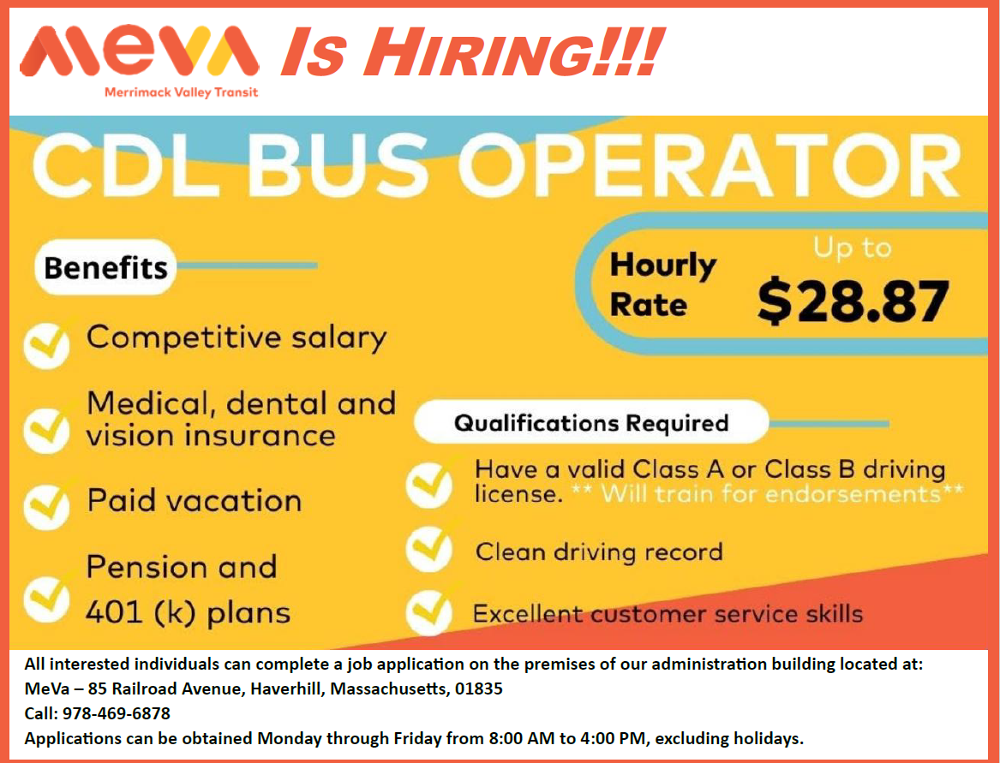 MeVa
Merrimack Valley Transit
IS HIRING!!!
CDL BUS OPERATOR
Benefits
Competitive salary
Medical, dental and
vision insurance
Paid vacation
Pension and
401 (k) plans
Hourly
Rate
Up to
$28.87
Qualifications Required
Have a valid Class A or Class B driving
license. ** Will train for endorsements**
Clean driving record
Excellent customer service skills
All interested individuals can complete a job application on the premises of our administration building located at:
MeVa – 85 Railroad Avenue, Haverhill, Massachusetts, 01835
Call: 978-469-6878
Applications can be obtained Monday through Friday from 8:00 AM to 4:00 PM, excluding holidays.